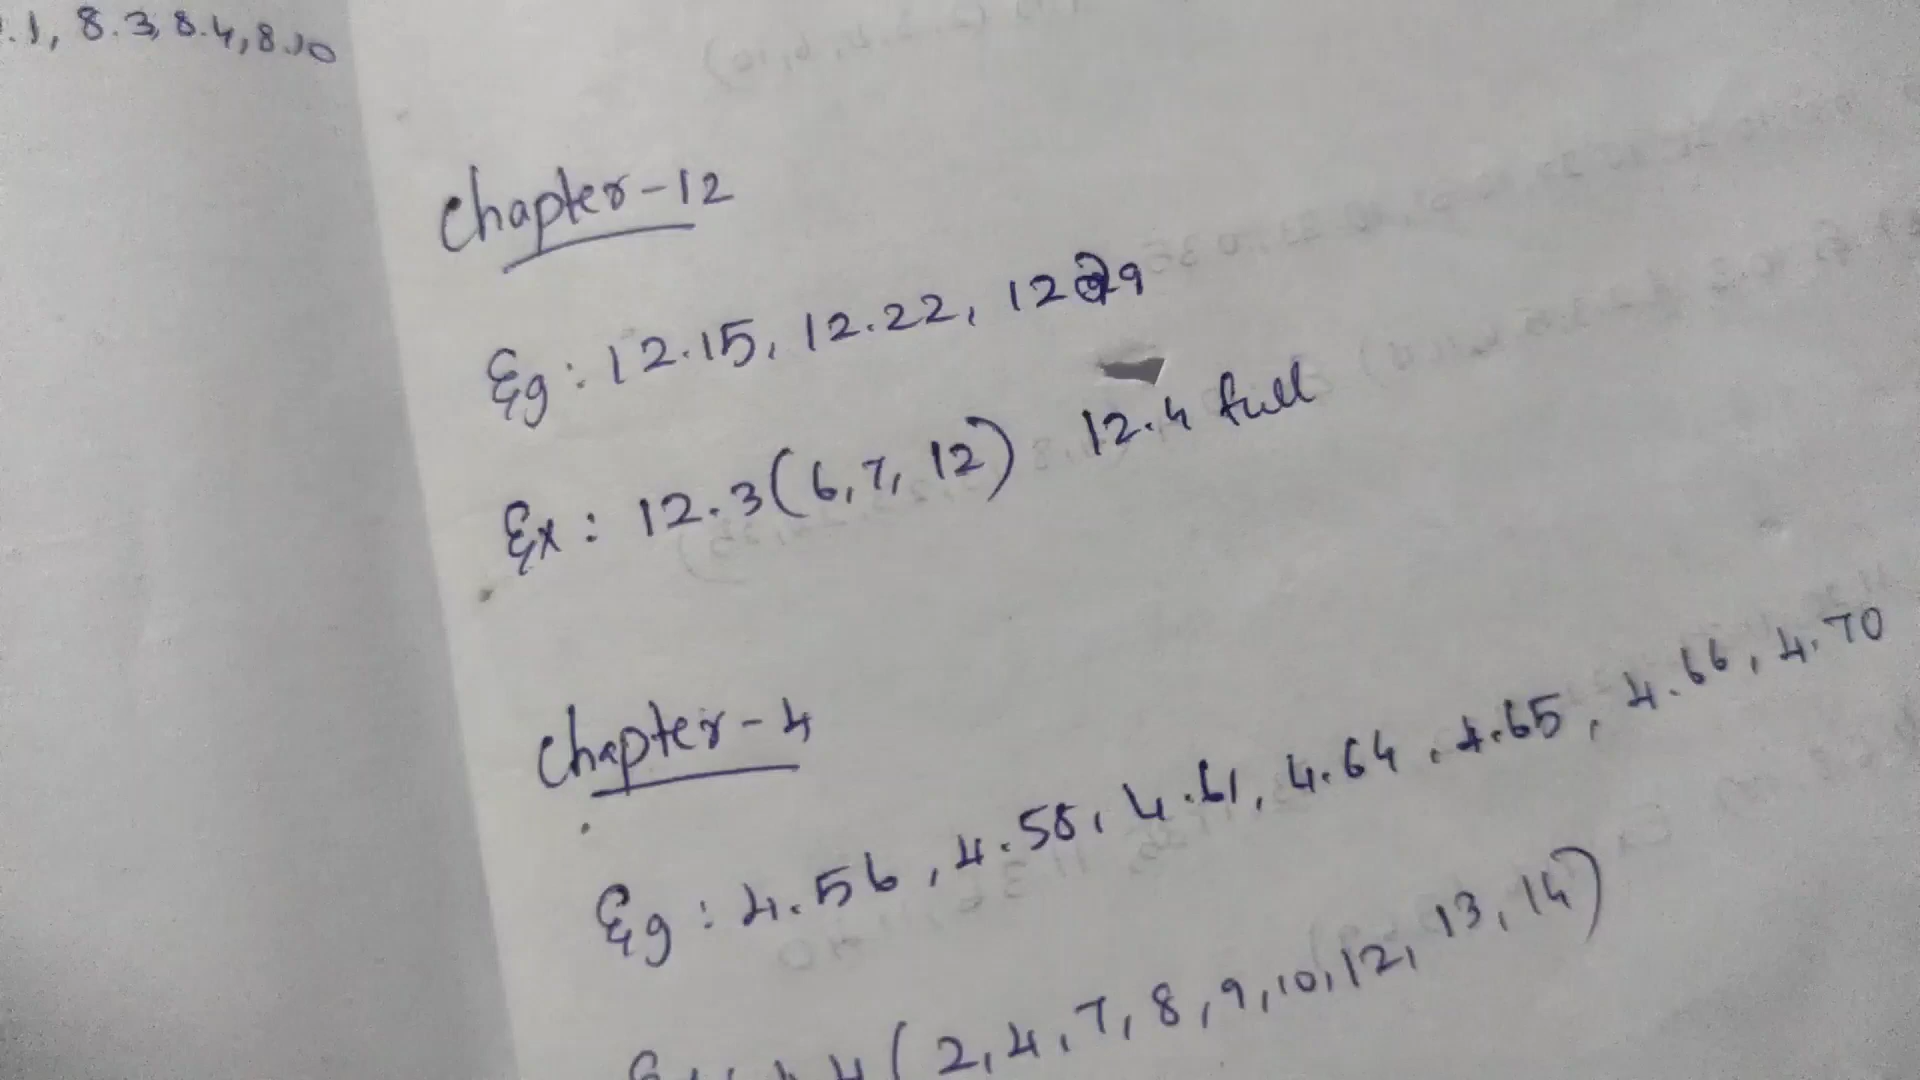 8.3, 8.4, 8.10
Chapter-12
Eg: 12.15, 12.22, 12.29
Ex: 12.3(6,7,12) 12.4 full
Chapter-4
Eg: 4.56, 4.58, 4.61, 4.64, 4.65, 4.66, 4.70
(2,4,7,8,9,10,12,13,14)